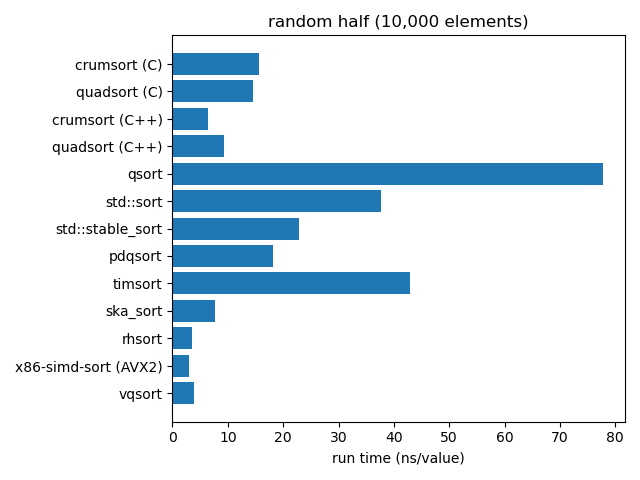 random half (10,000 elements)
crumsort (C)
quadsort (C)
crumsort (C++)
quadsort (C++)
qsort
std::sort
std::stable_sort
pdqsort
timsort
ska_sort
rhsort
x86-simd-sort (AVX2)
vqsort
0 10 20 30 40 50 60 70 80
run time (ns/value)